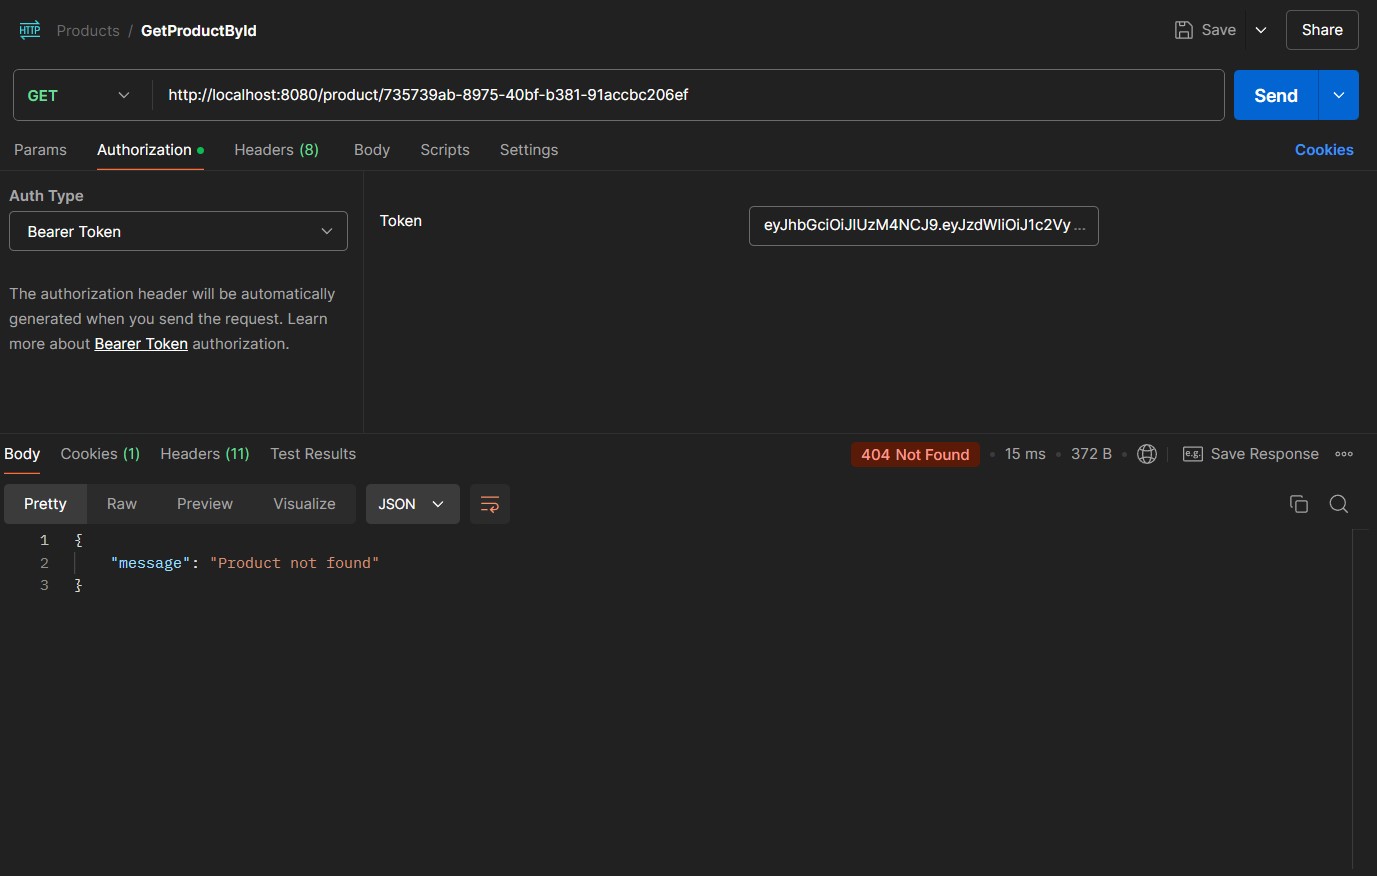 HTTP Products / GetProductById Save Share
GET http://localhost:8080/product/735739ab-8975-40bf-b381-91accbc206ef Send
Params Authorization Headers (8) Body Scripts Settings Cookies
Auth Type
Bearer Token
Token eyJhbGciOiJIUzM4NCJ9.eyJzdWIiOiJ1c2Vy ...
The authorization header will be automatically
generated when you send the request. Learn
more about Bearer Token authorization.
Body Cookies (1) Headers (11) Test Results 404 Not Found 15 ms 372 B e.g. Save Response
Pretty Raw Preview Visualize JSON
1 {
2 "message": "Product not found"
3 }